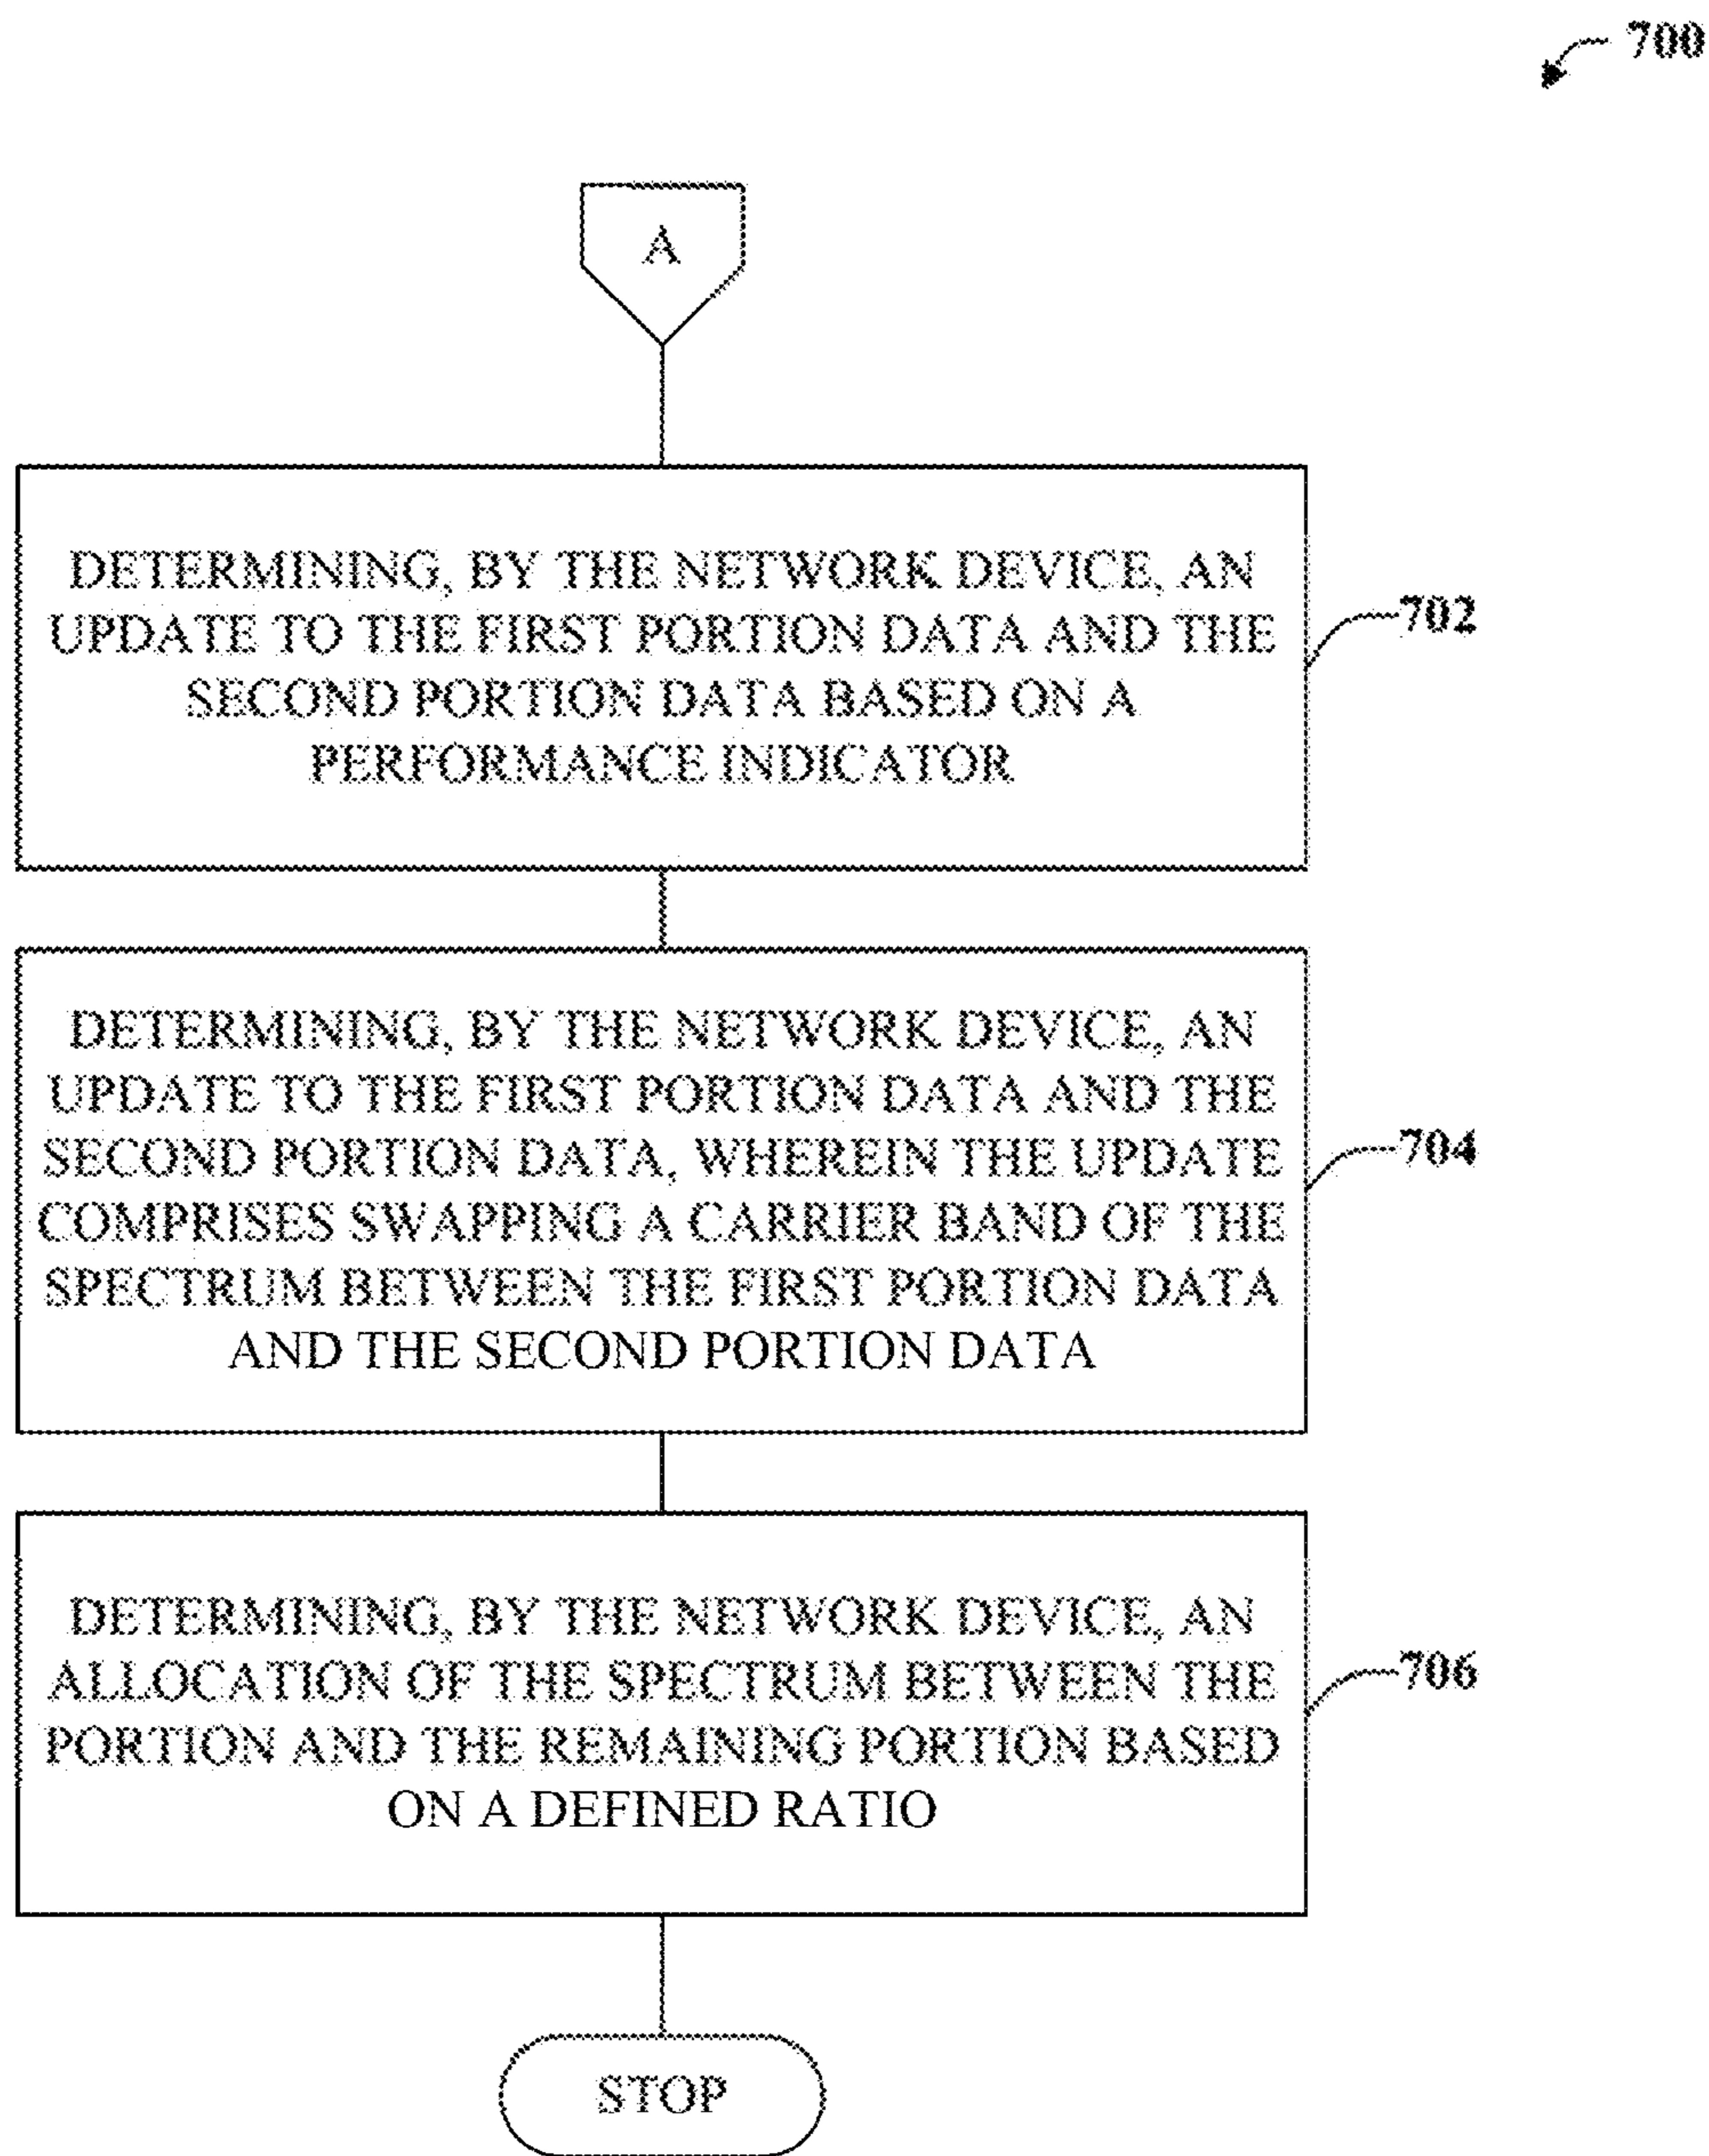 700
A
DETERMINING, BY THE NETWORK DEVICE, AN
UPDATE TO THE FIRST PORTION DATA AND THE
SECOND PORTION DATA BASED ON A
PERFORMANCE INDICATOR
702
DETERMINING, BY THE NETWORK DEVICE, AN
UPDATE TO THE FIRST PORTION DATA AND THE
SECOND PORTION DATA, WHEREIN THE UPDATE
COMPRISES SWAPPING A CARRIER BAND OF THE
SPECTRUM BETWEEN THE FIRST PORTION DATA
AND THE SECOND PORTION DATA
704
DETERMINING, BY THE NETWORK DEVICE, AN
ALLOCATION OF THE SPECTRUM BETWEEN THE
PORTION AND THE REMAINING PORTION BASED
ON A DEFINED RATIO
706
STOP